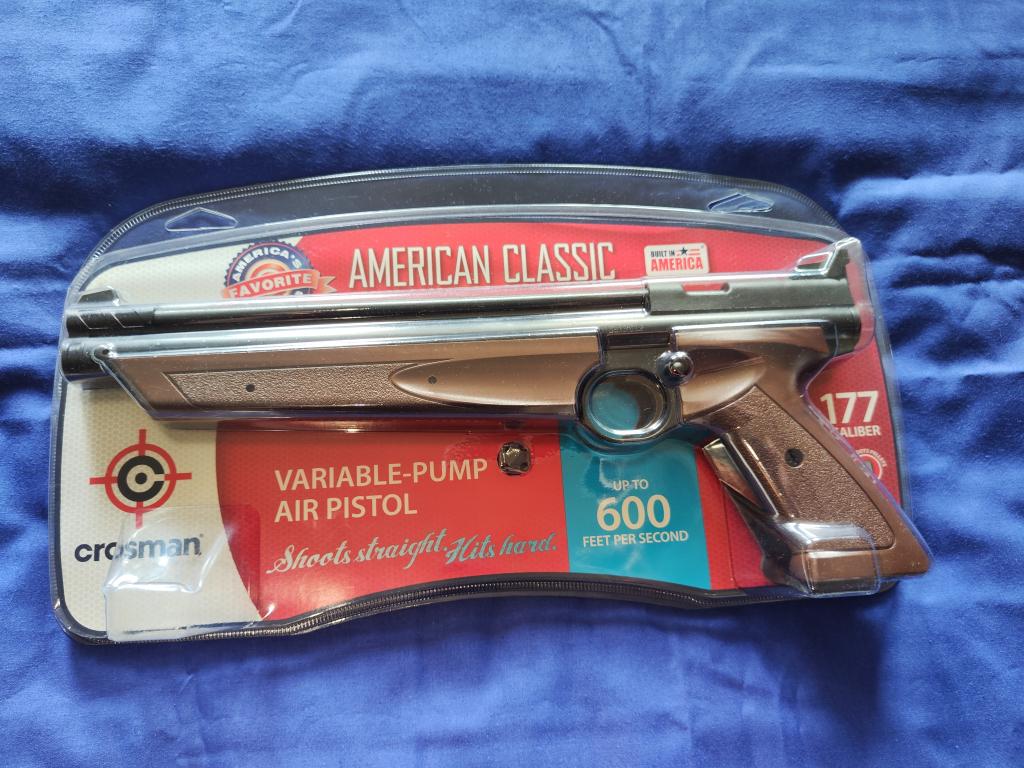 AMERICA'S
FAVORITE
AMERICAN CLASSIC
BUILT IN
AMERICA
177
CALIBER
crosman
VARIABLE-PUMP
AIR PISTOL
Shoots straight. Hits hard.
UP TO
600
FEET PER SECOND